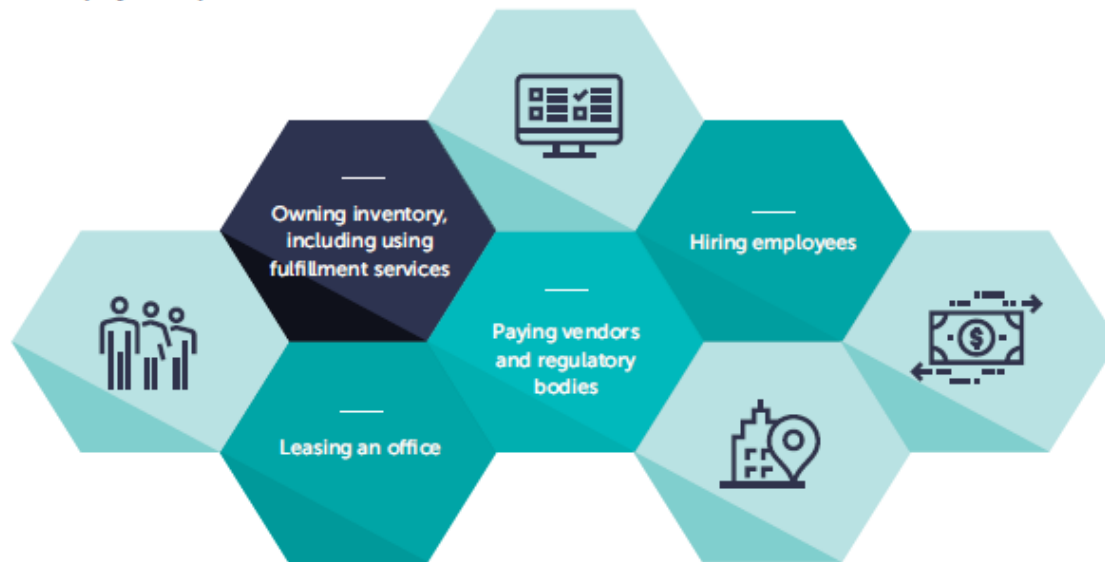 Owning inventory,
including using
fulfillment services
Hiring employees
Paying vendors
and regulatory
bodies
Leasing an office
$